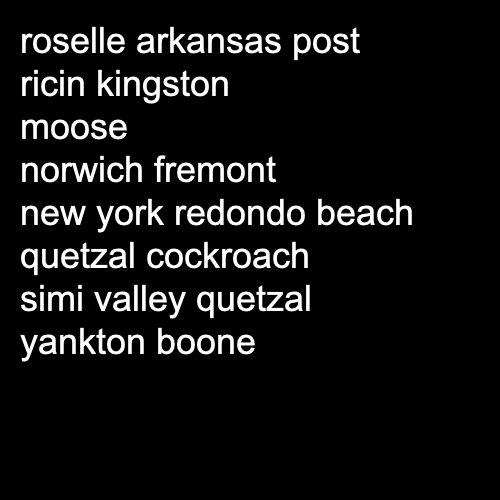 roselle arkansas post
ricin kingston
moose
norwich fremont
new york redondo beach
quetzal cockroach
simi valley quetzal
yankton boone